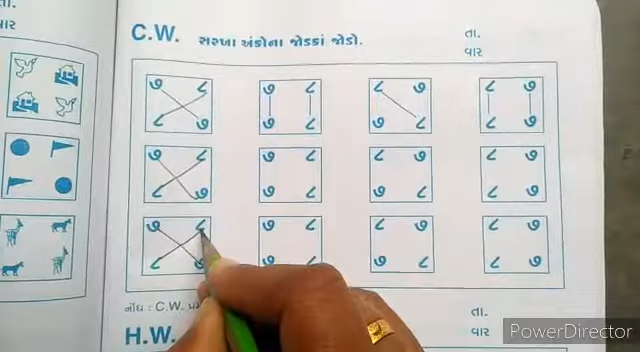 તા.
વાર
C.W. સરખા અંકોના જોડકાં જોડો.
તા.
વાર
૭ ૮ ૭ ૮ ૮ ૭ ૮ ૭
૮ ૭ ૭ ૮ ૭ ૮ ૮ ૭
૭ ૮ ૭ ૮ ૮ ૭ ૮ ૭
૮ ૭ ૭ ૮ ૭ ૮ ૮ ૭
૭ ૮ ૭ ૮ ૮ ૭ ૮ ૭
૮ ૭ ૭ ૮ ૭ ૮ ૭
નોંધ : C.W.
તા.
વાર
H.W.
PowerDirector